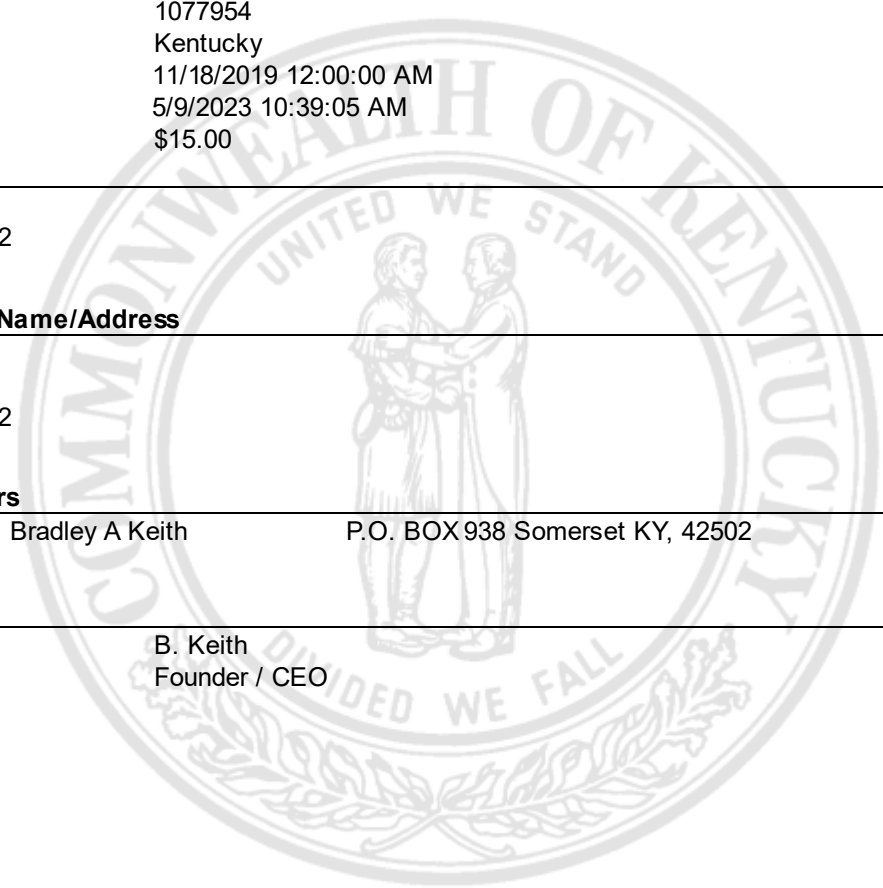 1077954
Kentucky
11/18/2019 12:00:00 AM
5/9/2023 10:39:05 AM
$15.00
2
Name/Address
2
rs
Bradley A Keith P.O. BOX 938 Somerset KY, 42502
B. Keith
Founder / CEO
COMMONWEALTH OF KENTUCKY
UNITED WE STAND
DIVIDED WE FALL